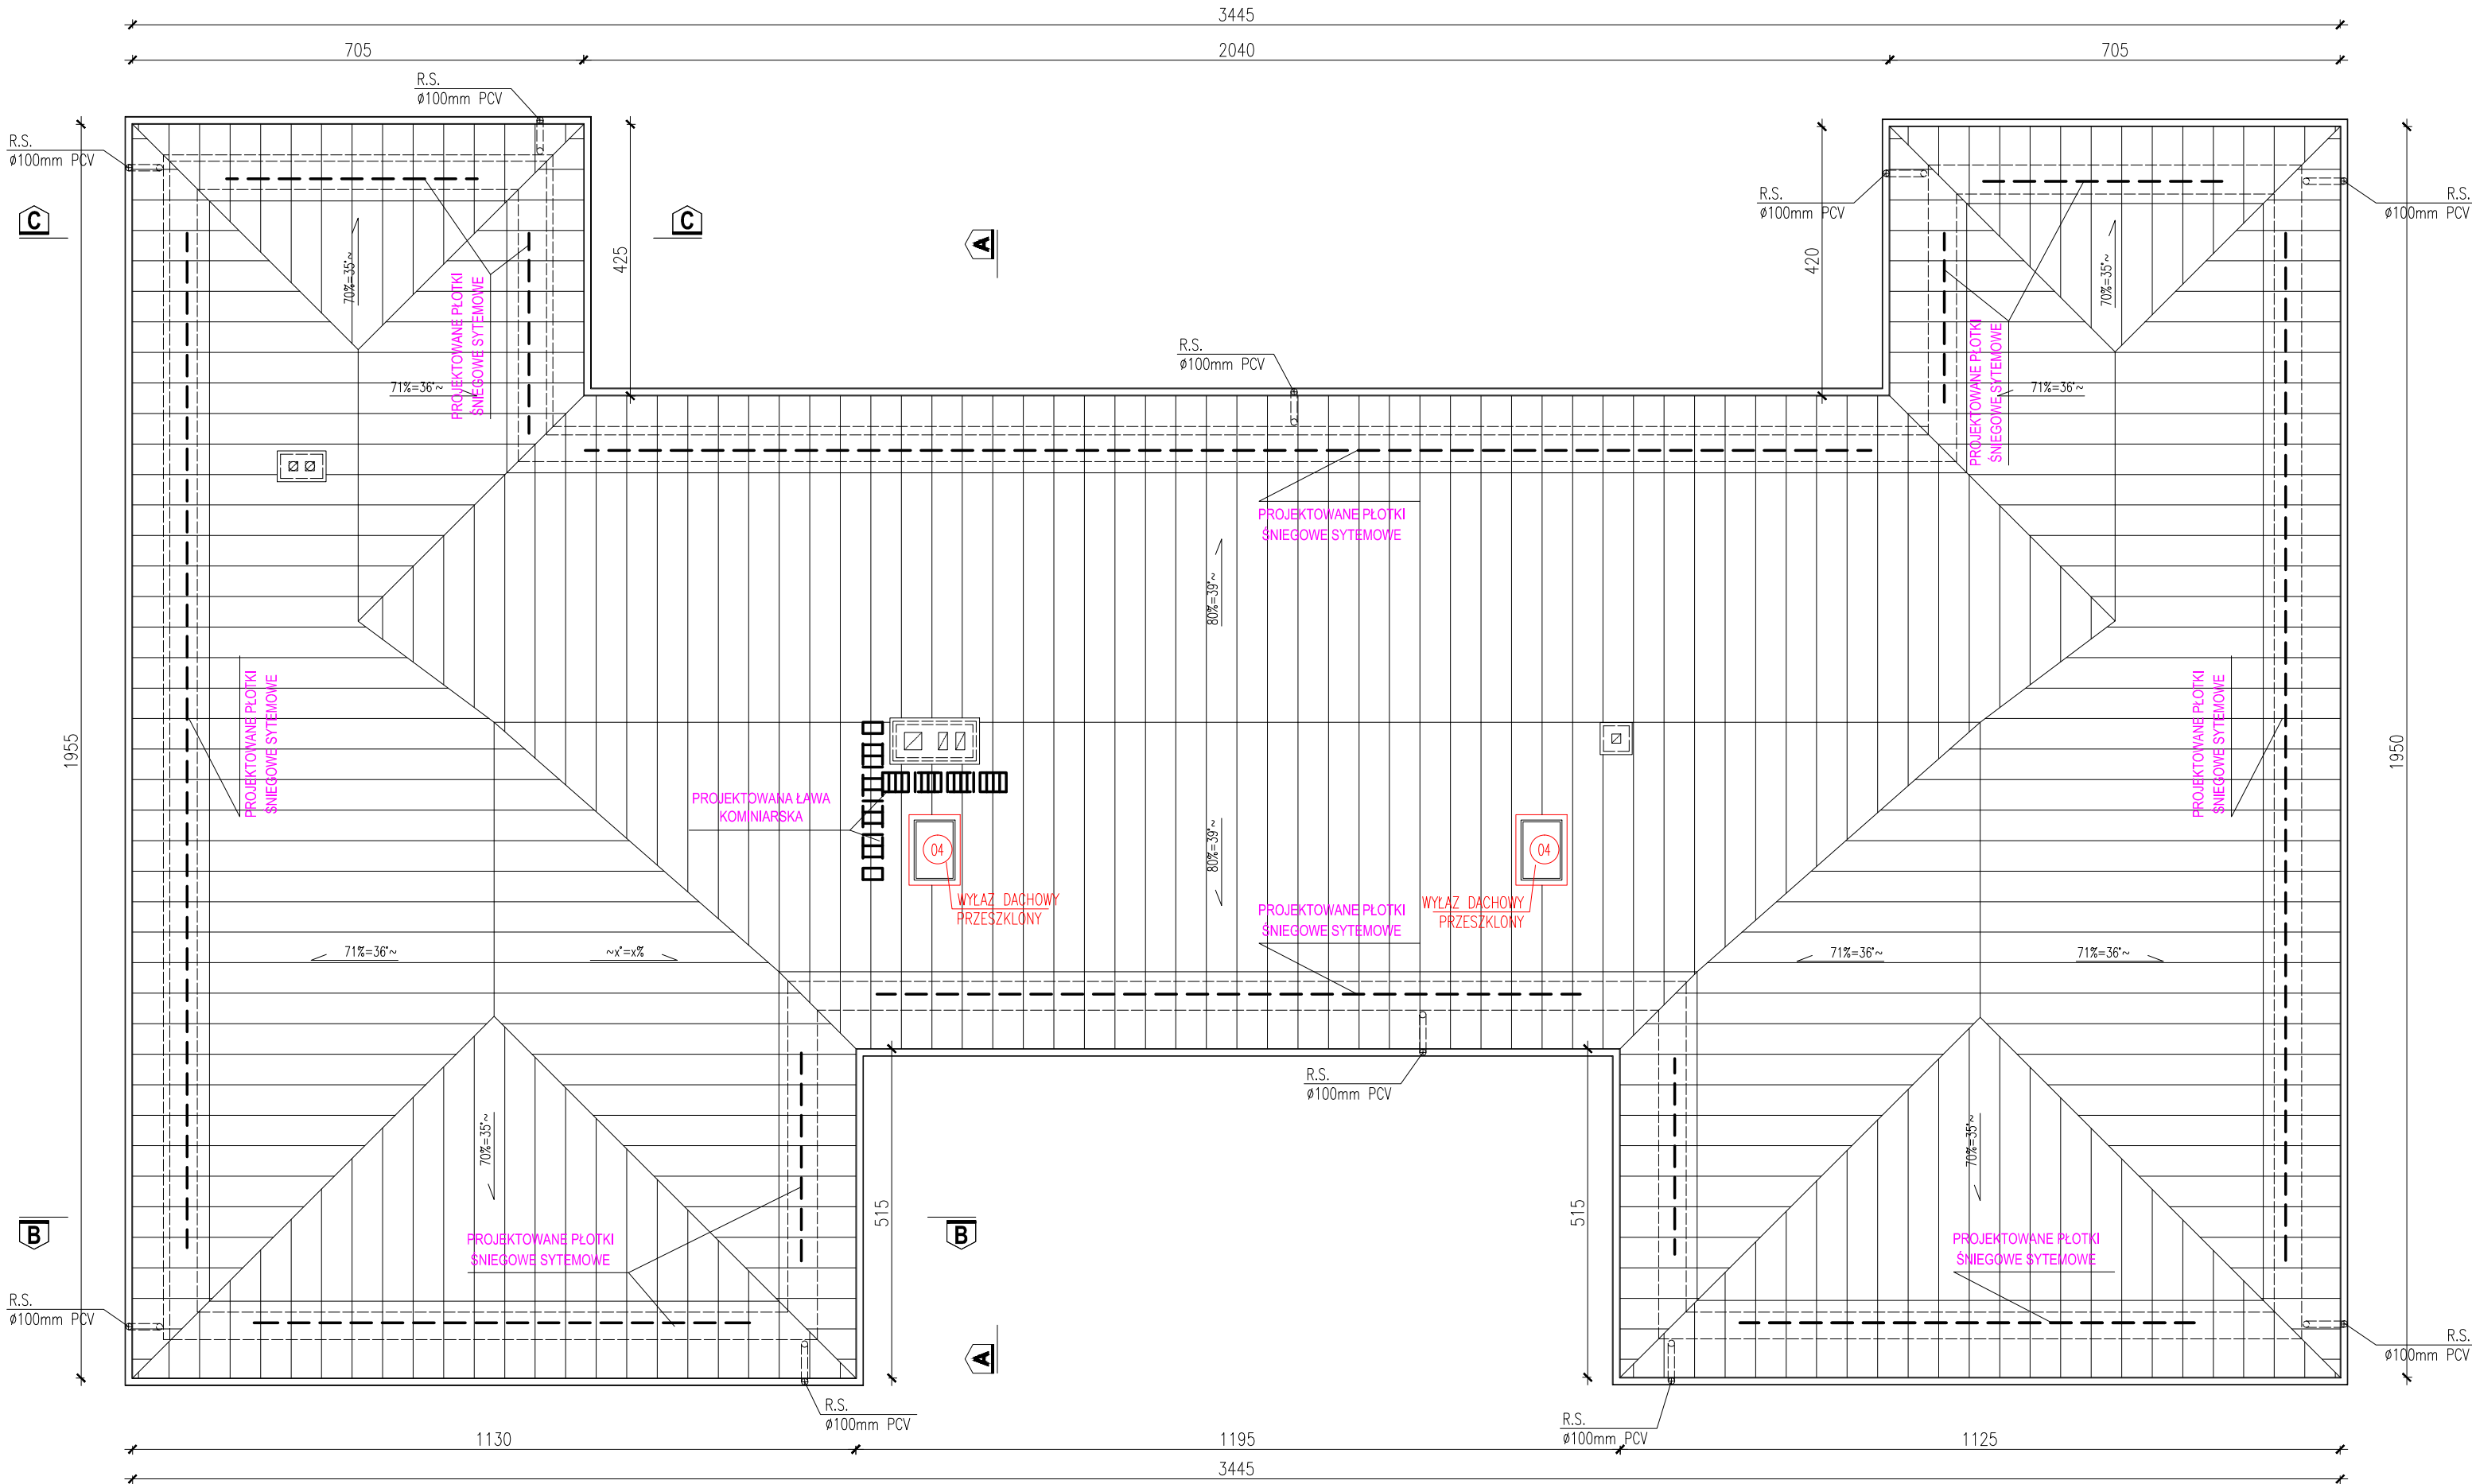 3445
705
2040
705
R.S.
ø100mm PCV
R.S.
ø100mm PCV
R.S.
ø100mm PCV
R.S.
ø100mm PCV
C
C
A
425
420
70%=35°~
70%=35°~
PROJEKTOWANE PŁOTKI
ŚNIEGOWE SYTEMOWE
PROJEKTOWANE PŁOTKI
ŚNIEGOWE SYTEMOWE
R.S.
ø100mm PCV
71%=36°~
71%=36°~
PROJEKTOWANE PŁOTKI
ŚNIEGOWE SYTEMOWE
80%=39°~
1955
PROJEKTOWANE PŁOTKI
ŚNIEGOWE SYTEMOWE
PROJEKTOWANE PŁOTKI
ŚNIEGOWE SYTEMOWE
1950
PROJEKTOWANA ŁAWA
KOMINIARSKA
04
04
80%=39°~
WYŁAZ DACHOWY
PRZESZKLONY
PROJEKTOWANE PŁOTKI
ŚNIEGOWE SYTEMOWE
WYŁAZ DACHOWY
PRZESZKLONY
71%=36°~
~x°=x%
71%=36°~
71%=36°~
R.S.
ø100mm PCV
70%=35°~
70%=35°~
515
515
B
B
PROJEKTOWANE PŁOTKI
ŚNIEGOWE SYTEMOWE
PROJEKTOWANE PŁOTKI
ŚNIEGOWE SYTEMOWE
R.S.
ø100mm PCV
A
R.S.
ø100mm PCV
R.S.
ø100mm PCV
R.S.
ø100mm PCV
1130
1195
1125
3445